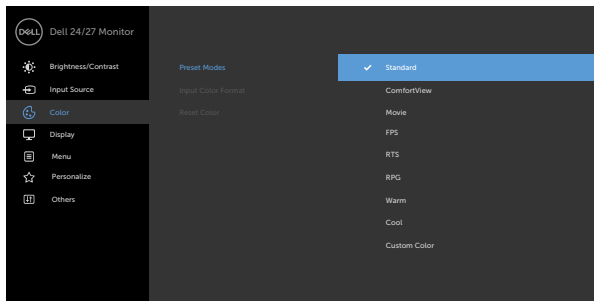 DELL Dell 24/27 Monitor
Brightness/Contrast
Input Source
Color
Display
Menu
Personalize
Others
Preset Modes
Input Color Format
Reset Color
Standard
ComfortView
Movie
FPS
RTS
RPG
Warm
Cool
Custom Color